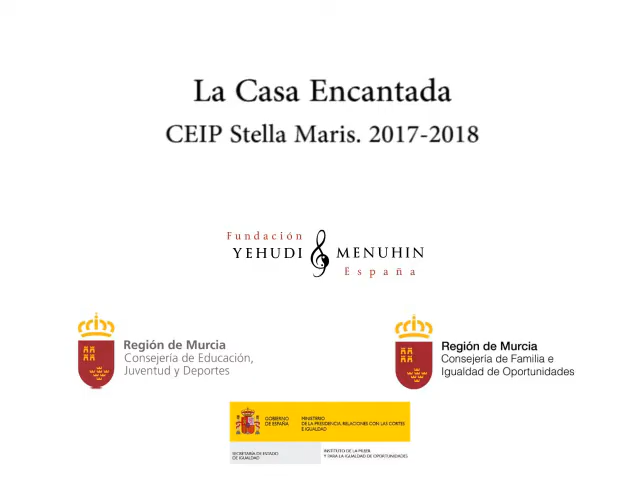 La Casa Encantada
CEIP Stella Maris. 2017-2018
Fundación
YEHUDI MENUHIN
España
Región de Murcia
Consejería de Educación,
Juventud y Deportes
Región de Murcia
Consejería de Familia e
Igualdad de Oportunidades
GOBIERNO
DE ESPAÑA
MINISTERIO
DE LA PRESIDENCIA, RELACIONES CON LAS CORTES
E IGUALDAD
SECRETARÍA DE ESTADO
DE IGUALDAD
INSTITUTO DE LA MUJER
Y PARA LA IGUALDAD DE OPORTUNIDADES